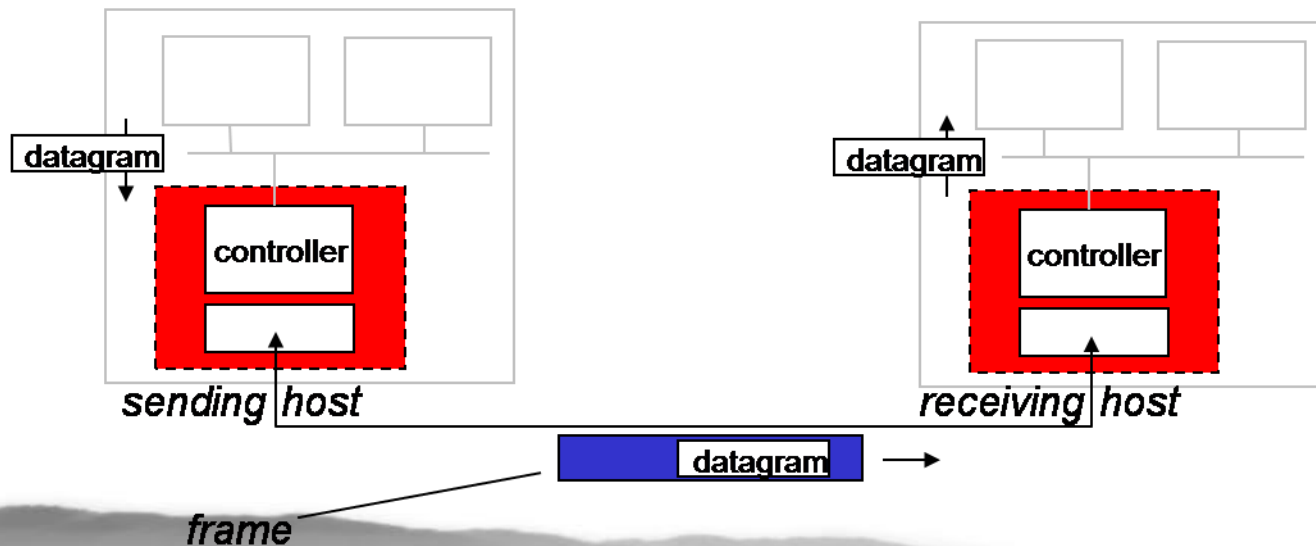 datagram
datagram
controller
controller
sending host
receiving host
datagram
frame